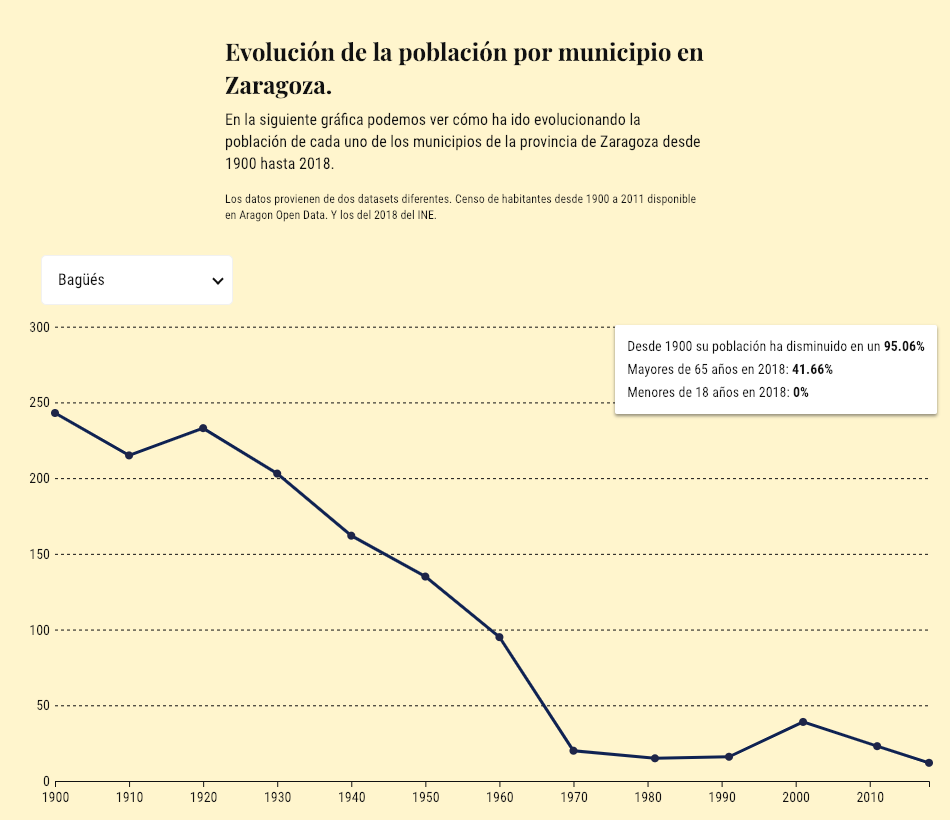 Evolución de la población por municipio en
Zaragoza.
En la siguiente gráfica podemos ver cómo ha ido evolucionando la
población de cada uno de los municipios de la provincia de Zaragoza desde
1900 hasta 2018.
Los datos provienen de dos datasets diferentes. Censo de habitantes desde 1900 a 2011 disponible
en Aragon Open Data. Y los del 2018 del INE.
Bagüés
Desde 1900 su población ha disminuido en un 95.06%
Mayores de 65 años en 2018: 41.66%
Menores de 18 años en 2018: 0%
300
250
200
150
100
50
0
1900 1910 1920 1930 1940 1950 1960 1970 1980 1990 2000 2010